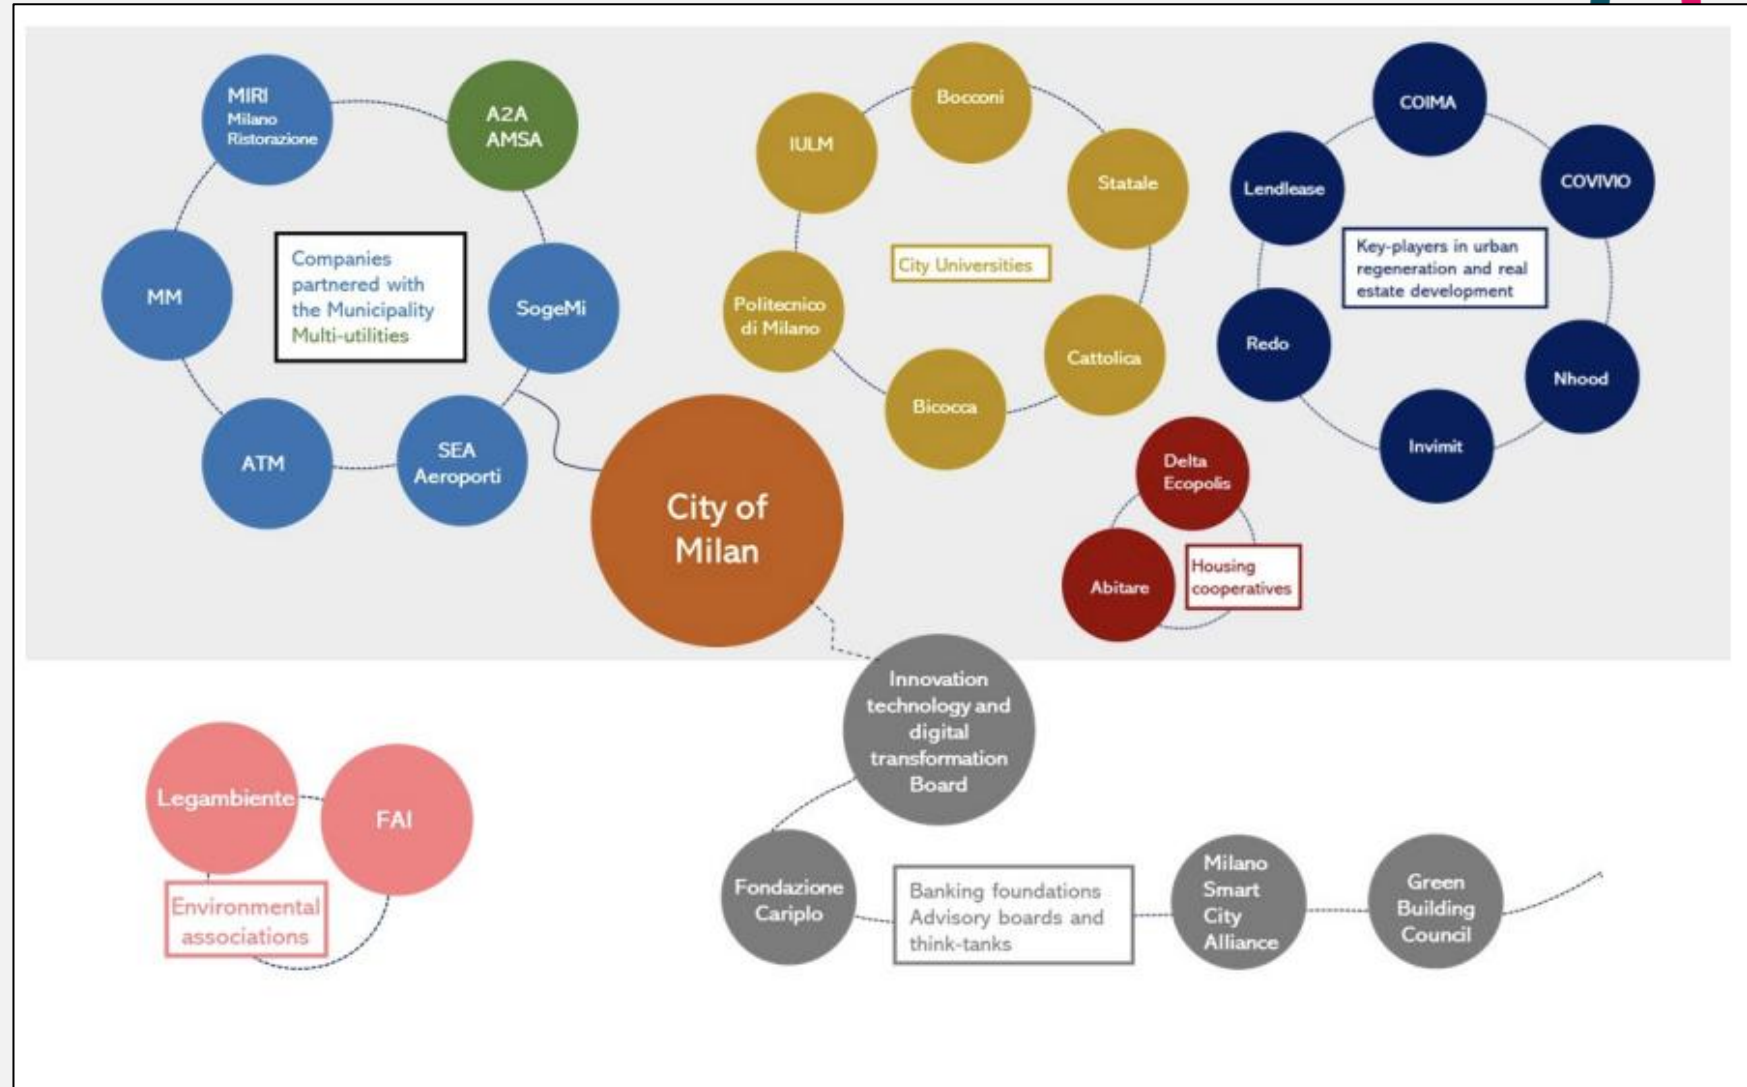 MIRI
Milano
Ristorazione
A2A
AMSA
MM
Companies
partnered with
the Municipality
Multi-utilities
SogeMi
ATM
SEA
Aeroporti
City of
Milan
Bocconi
IULM
Statale
City Universities
Politecnico
di Milano
Cattolica
Bicocca
COIMA
COVIVIO
Lendlease
Key-players in urban
regeneration and real
estate development
Redo
Nhood
Invimit
Delta
Ecopolis
Abitare
Housing
cooperatives
Innovation
technology and
digital
transformation
Board
Legambiente
FAI
Environmental
associations
Fondazione
Cariplo
Banking foundations
Advisory boards and
think-tanks
Milano
Smart
City
Alliance
Green
Building
Council